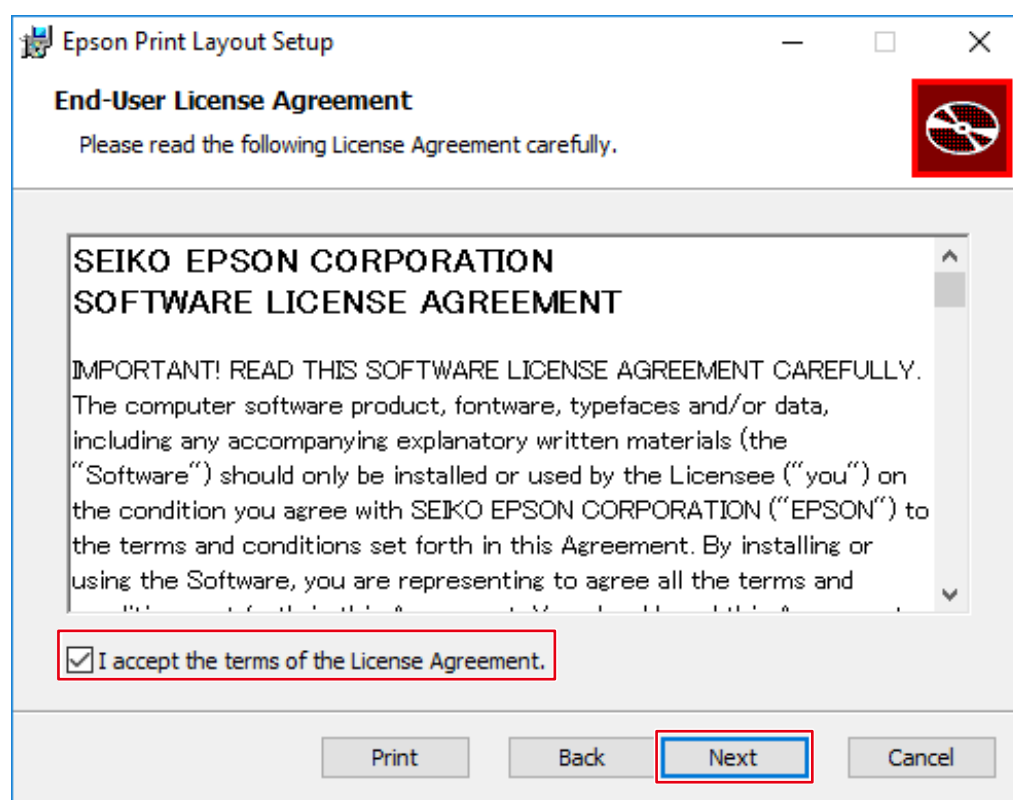 Epson Print Layout Setup
End-User License Agreement
Please read the following License Agreement carefully.
SEIKO EPSON CORPORATION
SOFTWARE LICENSE AGREEMENT
IMPORTANT! READ THIS SOFTWARE LICENSE AGREEMENT CAREFULLY.
The computer software product, fontware, typefaces and/or data,
including any accompanying explanatory written materials (the
"Software") should only be installed or used by the Licensee ("you") on
the condition you agree with SEIKO EPSON CORPORATION ("EPSON") to
the terms and conditions set forth in this Agreement. By installing or
using the Software, you are representing to agree all the terms and
I accept the terms of the License Agreement.
Print Back Next Cancel